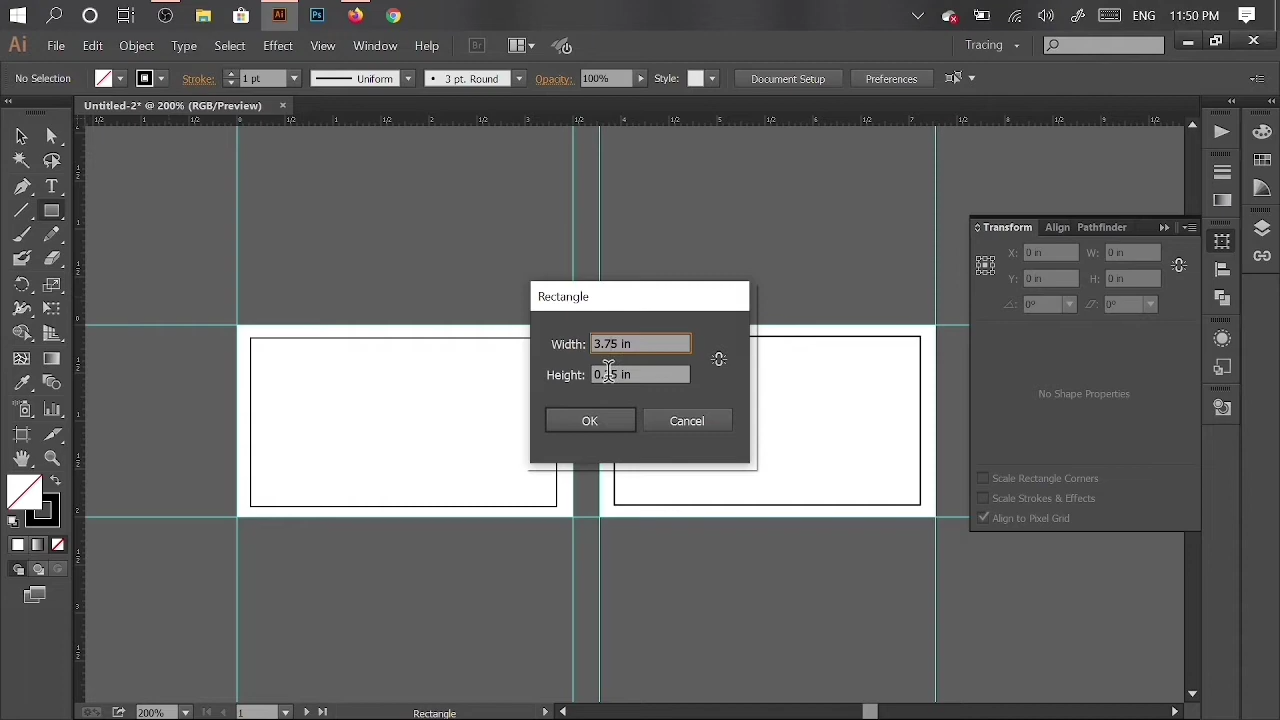 ENG
11:50 PM
Ai
File
Edit
Object
Type
Select
Effect
View
Window
Help
Br
Tracing
No Selection
Stroke:
1 pt
Uniform
3 pt. Round
Opacity:
100%
Style:
Document Setup
Preferences
Untitled-2* @ 200% (RGB/Preview)
Transform
Align
Pathfinder
X:
0 in
W:
0 in
Y:
0 in
H:
0 in
0°
0°
Rectangle
Width:
3.75 in
Height:
OK
Cancel
No Shape Properties
Scale Rectangle Corners
Scale Strokes & Effects
Align to Pixel Grid
200%
1
Rectangle